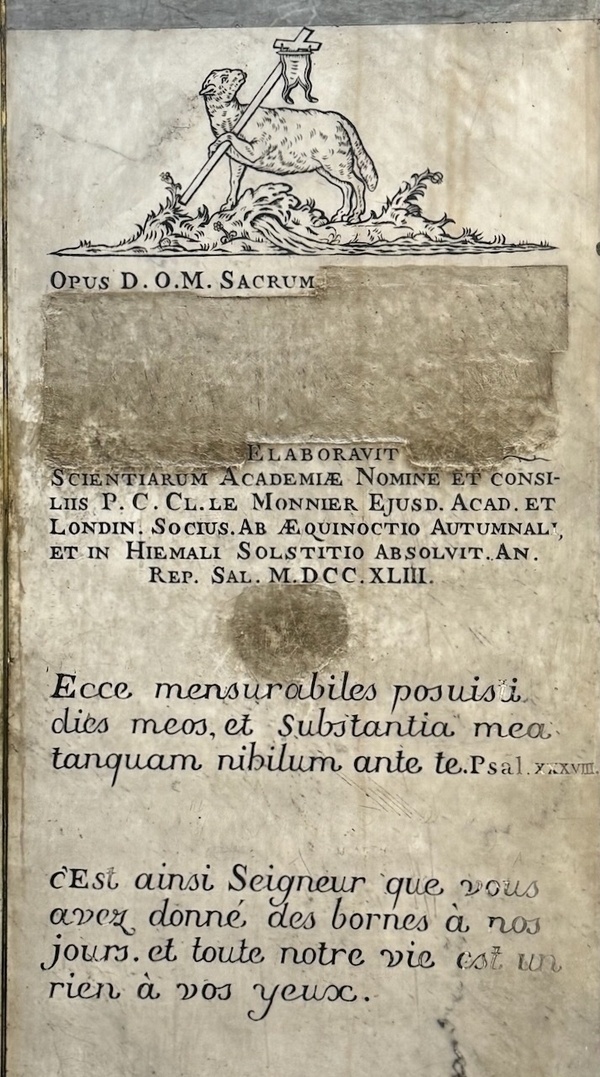 OPUS D.O.M. SACRUM
ELABORAVIT
SCIENTIARUM ACADEMIÆ NOMINE ET CONSI-
LIIS P. C. CL. LE MONNIER EJUSD. ACAD. ET
LONDIN. SOCIUS. AB ÆQUINOCTIO AUTUMNALI,
ET IN HIEMALI SOLSTITIO ABSOLVIT. AN.
REP. SAL. M.DCC.XLIII.
Ecce mensurabiles posuisti
dies meos, et Substantia mea
tanquam nihilum ante te. Psal. xxxvIII.
c'Est ainsi Seigneur que vous
avez donné des bornes à nos
jours. et toute notre vie est un
rien à vos yeux.